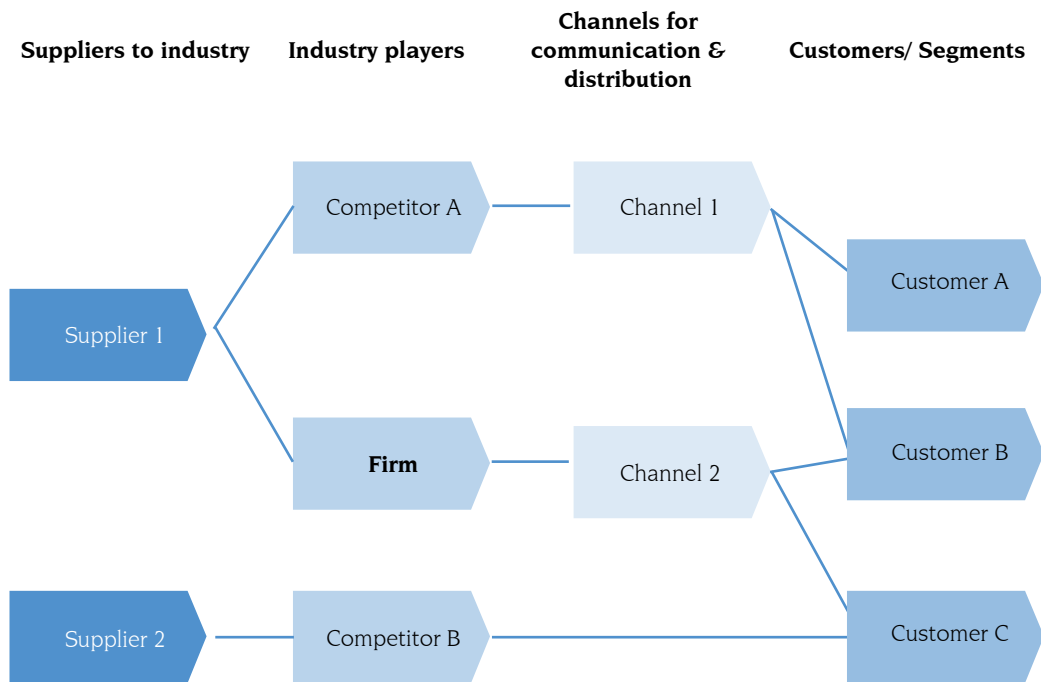 Suppliers to industry
Industry players
Channels for
communication &
distribution
Customers/ Segments
Competitor A
Channel 1
Customer A
Supplier 1
Customer B
Firm
Channel 2
Supplier 2
Competitor B
Customer C